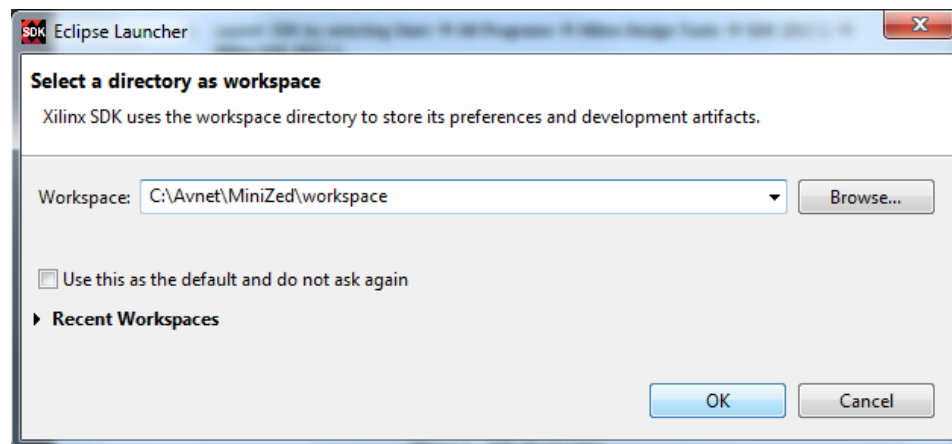 SDK Eclipse Launcher
Select a directory as workspace
Xilinx SDK uses the workspace directory to store its preferences and development artifacts.
Workspace: C:\Avnet\MiniZed\workspace Browse...
Use this as the default and do not ask again
Recent Workspaces
OK Cancel